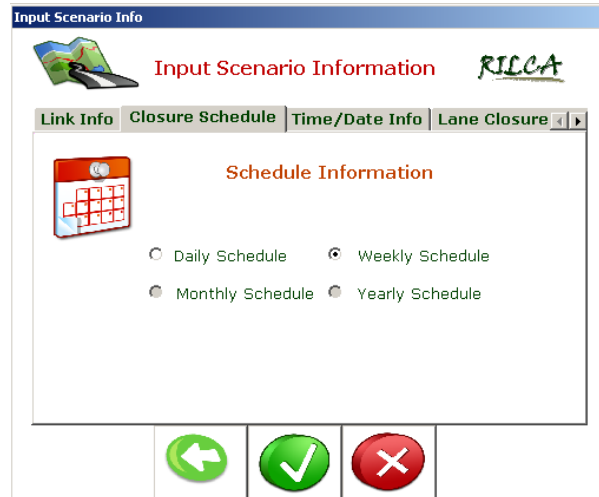 Input Scenario Info
Input Scenario Information RILCA
Link Info Closure Schedule Time/Date Info Lane Closure
Schedule Information
Daily Schedule Weekly Schedule
Monthly Schedule Yearly Schedule